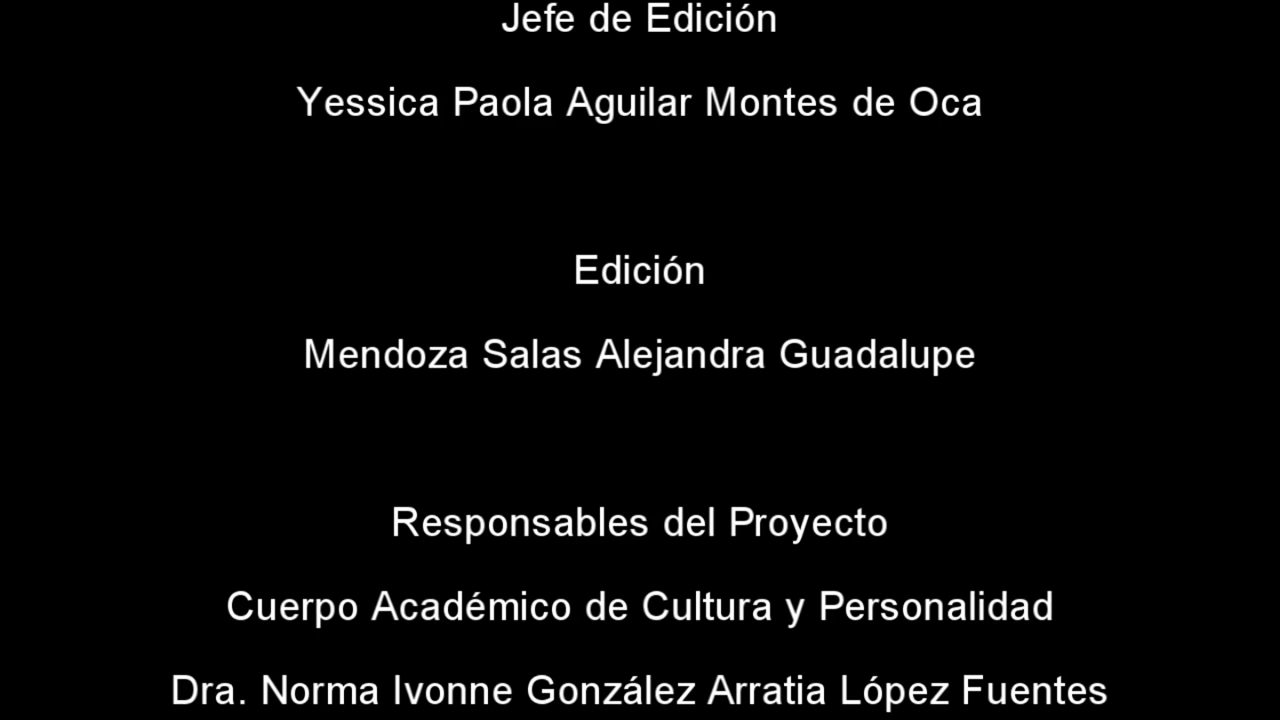 Jefe de Edición
Yessica Paola Aguilar Montes de Oca
Edición
Mendoza Salas Alejandra Guadalupe
Responsables del Proyecto
Cuerpo Académico de Cultura y Personalidad
Dra. Norma Ivonne González Arratia López Fuentes